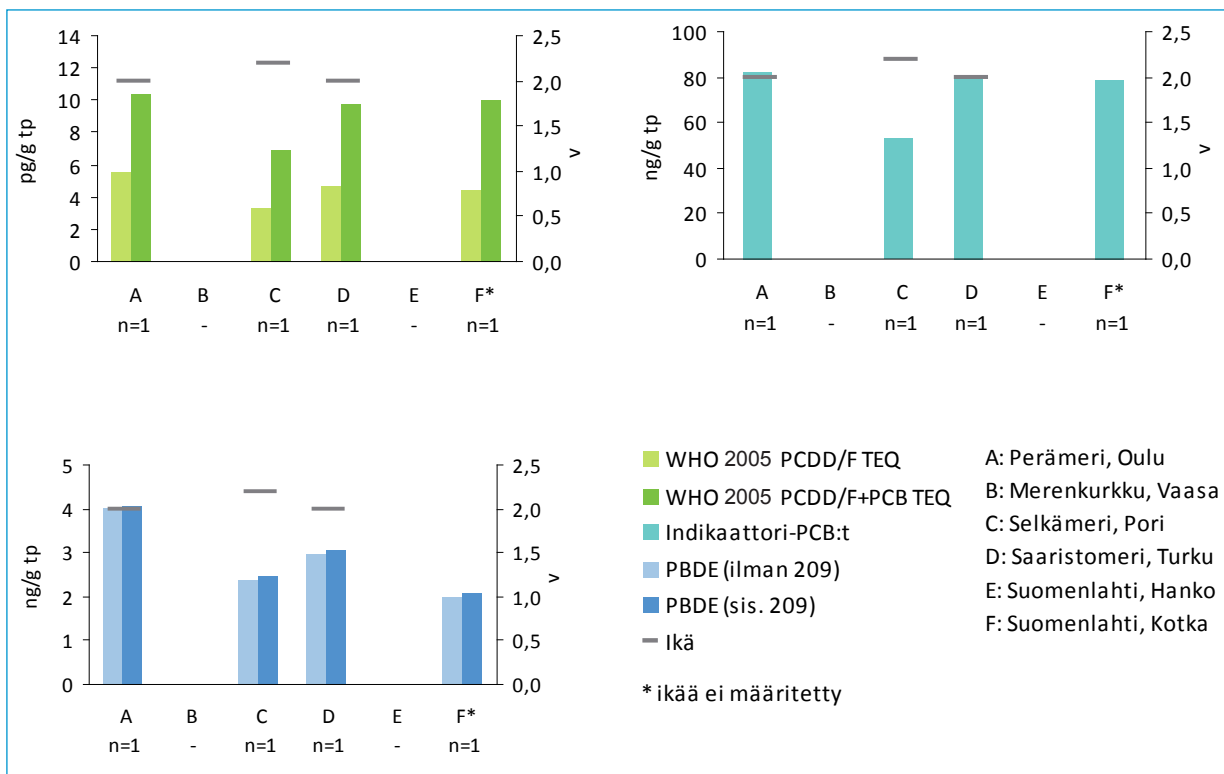 14
12
10
8
6
4
2
0
pg/g tp
2,5
2,0
1,5
1,0
0,5
0,0
v
A B C D E F*
n=1 - n=1 n=1 - n=1
100
80
60
40
20
0
ng/g tp
2,5
2,0
1,5
1,0
0,5
0,0
v
A B C D E F*
n=1 - n=1 n=1 - n=1
5
4
3
2
1
0
ng/g tp
2,5
2,0
1,5
1,0
0,5
0,0
v
A B C D E F*
n=1 - n=1 n=1 - n=1
WHO 2005 PCDD/F TEQ
WHO 2005 PCDD/F+PCB TEQ
Indikaattori-PCB:t
PBDE (ilman 209)
PBDE (sis. 209)
Ikä
* ikää ei määritetty
A: Perämeri, Oulu
B: Merenkurkku, Vaasa
C: Selkämeri, Pori
D: Saaristomeri, Turku
E: Suomenlahti, Hanko
F: Suomenlahti, Kotka